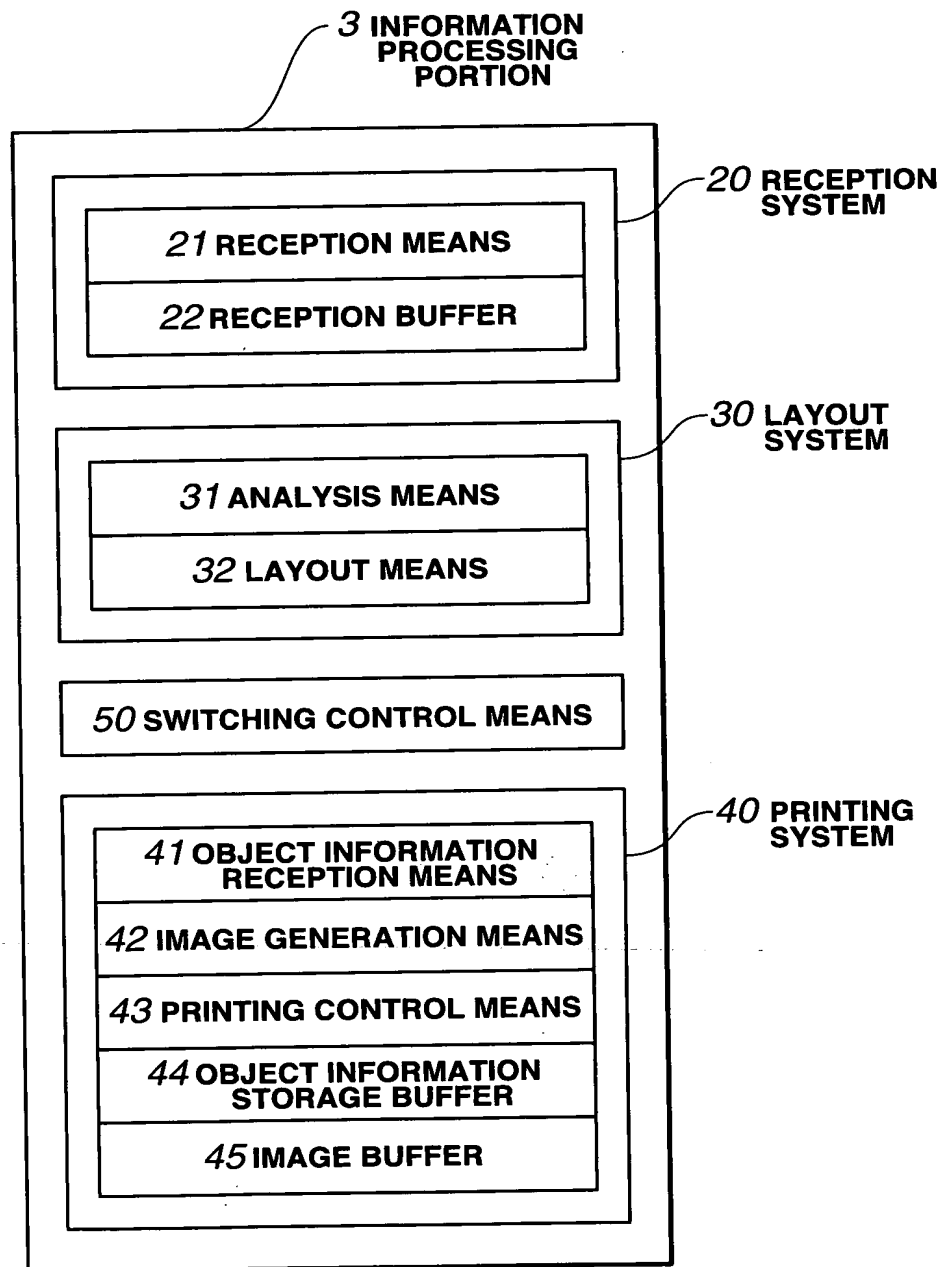 3 INFORMATION
PROCESSING
PORTION
20 RECEPTION
SYSTEM
21 RECEPTION MEANS
22 RECEPTION BUFFER
30 LAYOUT
SYSTEM
31 ANALYSIS MEANS
32 LAYOUT MEANS
50 SWITCHING CONTROL MEANS
40 PRINTING
SYSTEM
41 OBJECT INFORMATION
RECEPTION MEANS
42 IMAGE GENERATION MEANS
43 PRINTING CONTROL MEANS
44 OBJECT INFORMATION
STORAGE BUFFER
45 IMAGE BUFFER